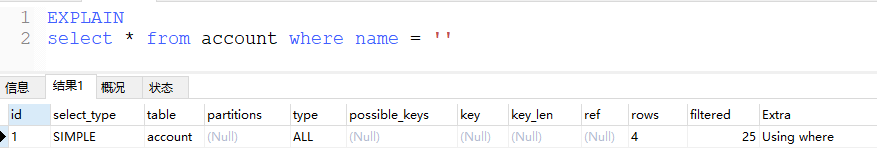 1 EXPLAIN
2 select * from account where name = ''
信息 结果1 概况 状态
id select_type table partitions type possible_keys key key_len ref rows filtered Extra
1 SIMPLE account (Null) ALL (Null) (Null) (Null) (Null) 4 25 Using where